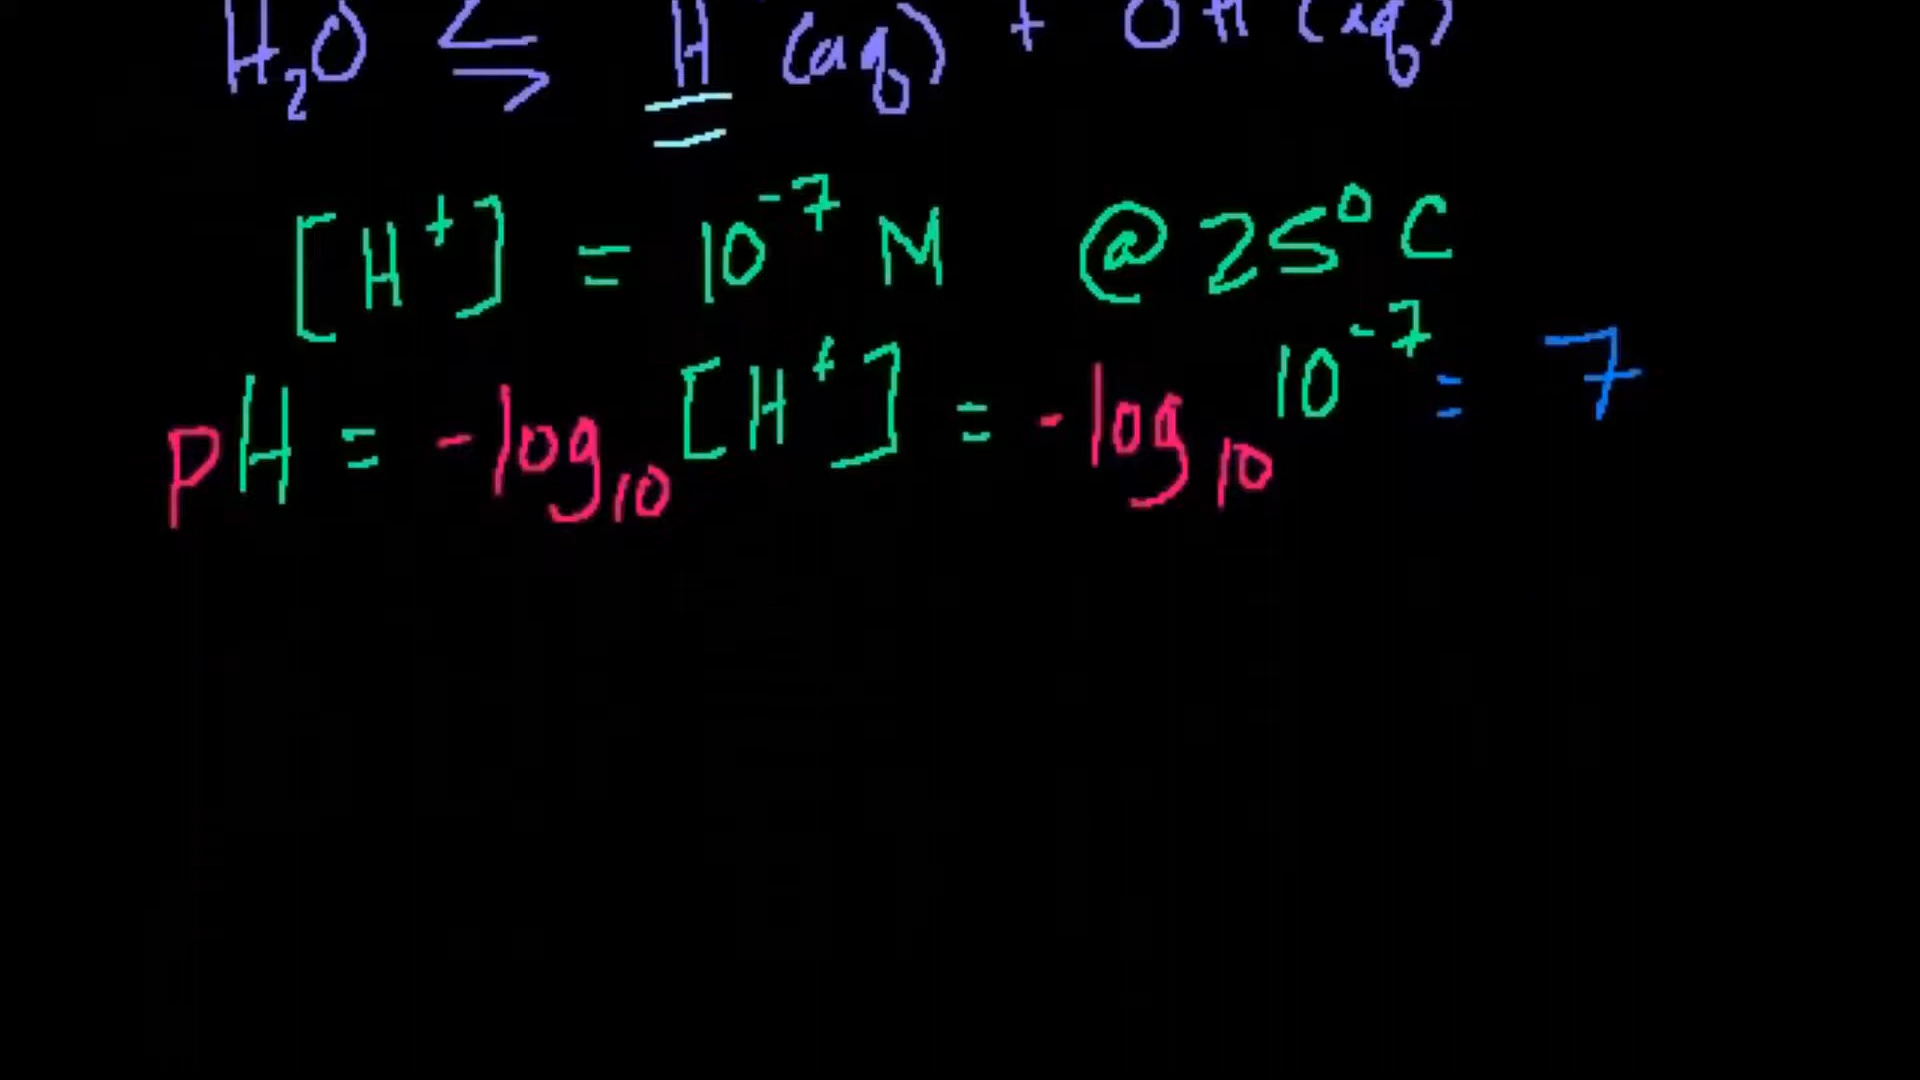 H₂O ⇆ H (aq) + OH (aq)
[H⁺] = 10⁻⁷ M @ 25°C
pH = -log₁₀ [H⁺] = -log₁₀ 10⁻⁷ = 7